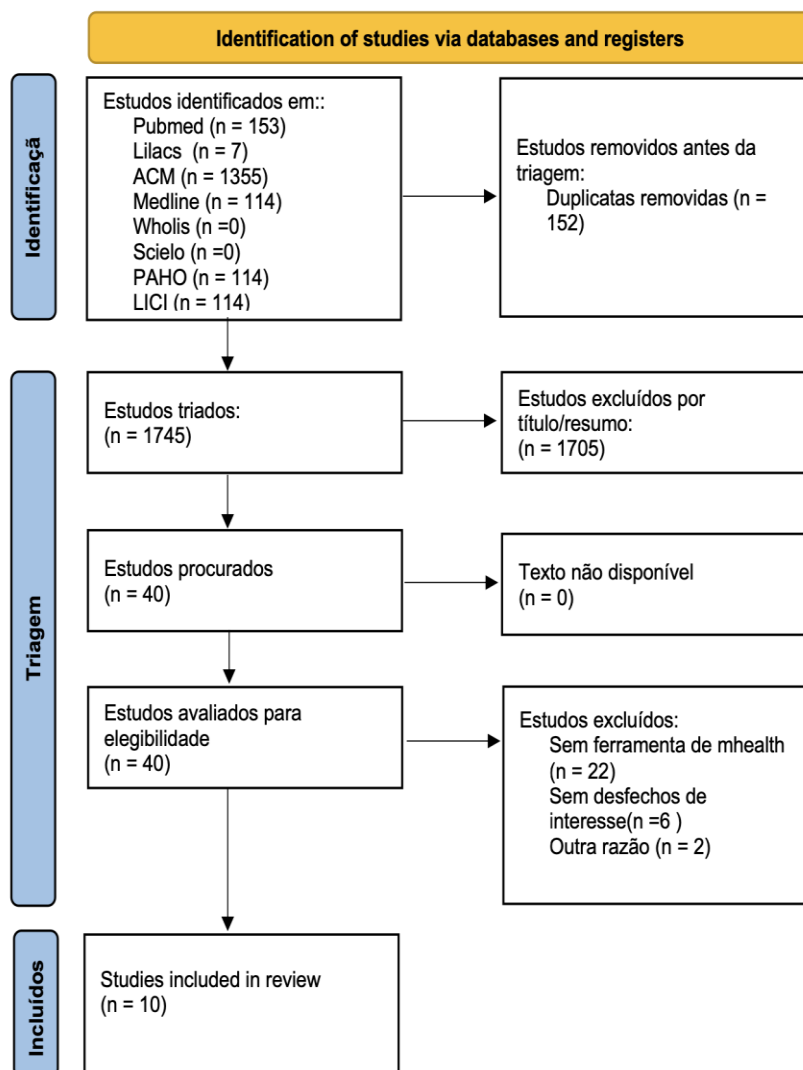 Identification of studies via databases and registers
Identificaçã
Estudos identificados em::
Pubmed (n = 153)
Lilacs (n = 7)
ACM (n = 1355)
Medline (n = 114)
Wholis (n =0)
Scielo (n =0)
PAHO (n = 114)
LICI (n = 114)
Estudos removidos antes da
triagem:
Duplicatas removidas (n =
152)
Triagem
Estudos triados:
(n = 1745)
Estudos excluídos por
título/resumo:
(n = 1705)
Estudos procurados
(n = 40)
Texto não disponível
(n = 0)
Estudos avaliados para
elegibilidade
(n = 40)
Estudos excluídos:
Sem ferramenta de mhealth
(n = 22)
Sem desfechos de
interesse(n =6 )
Outra razão (n = 2)
Incluídos
Studies included in review
(n = 10)